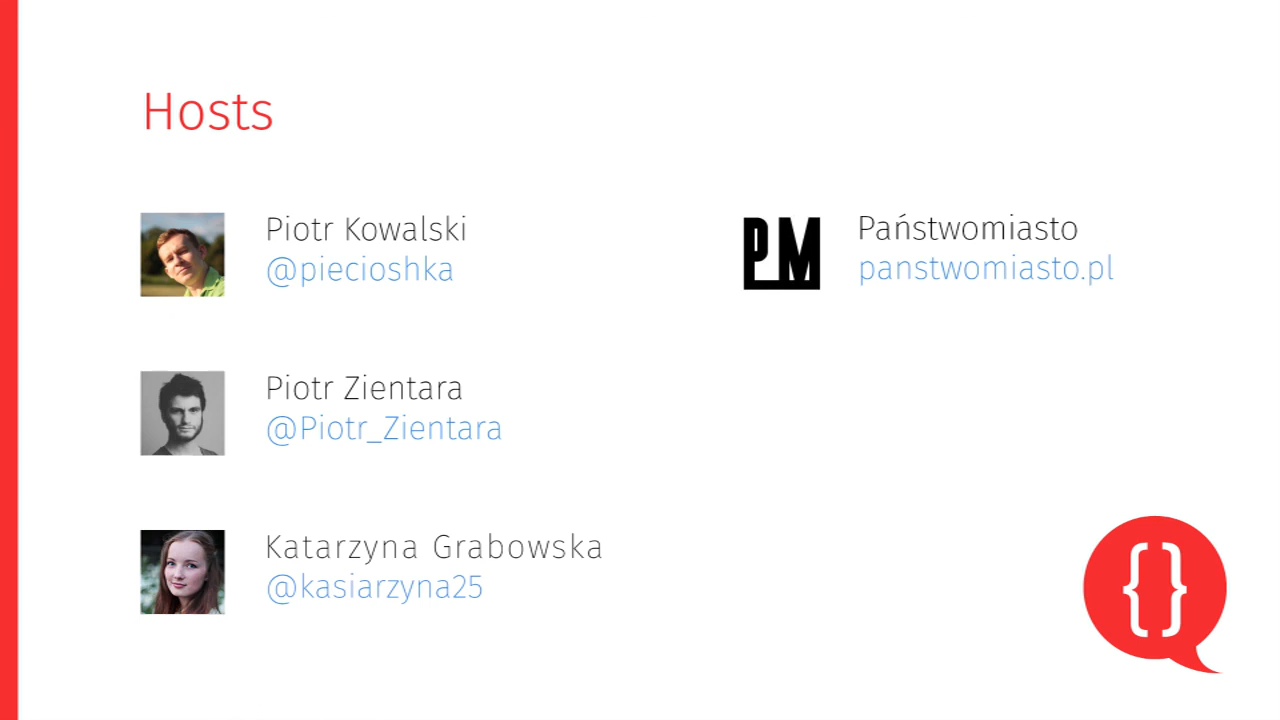 Hosts
Piotr Kowalski
@piecioshka
Piotr Zientara
@Piotr_Zientara
Katarzyna Grabowska
@kasiarzyna25
PM
Państwomiasto
panstwomiasto.pl
{}